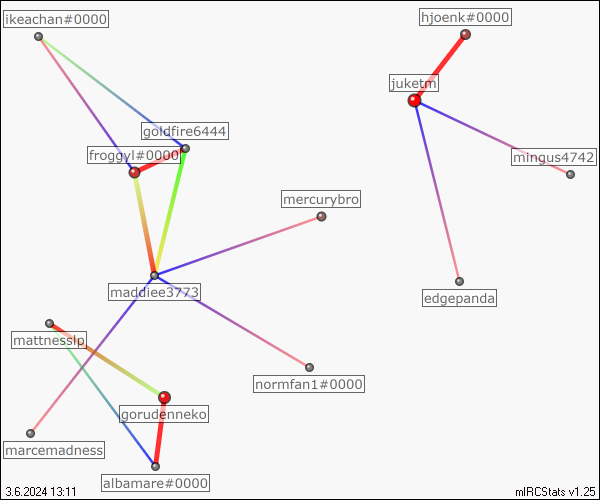 ikeachan#0000
hjoenk#0000
juketm
goldfire6444
froggyl#0000
mingus4742
mercurybro
maddiee3773
edgepanda
mattnesslp
normfan1#0000
gorudenneko
marcemadness
albamare#0000
3.6.2024 13:11
mIRCStats v1.25